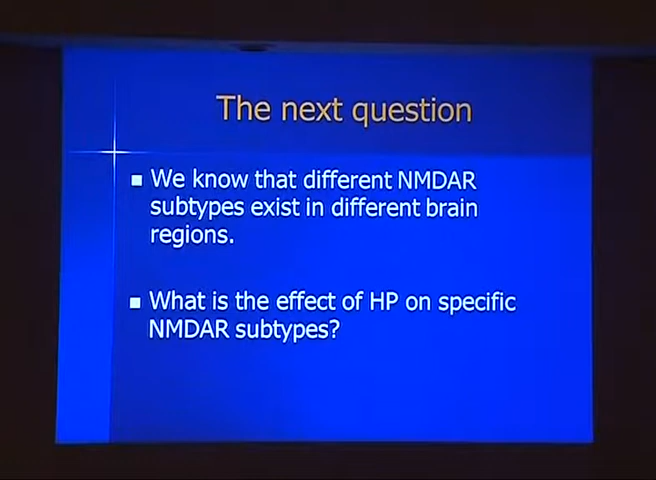 The next question
We know that different NMDAR
subtypes exist in different brain
regions.
What is the effect of HP on specific
NMDAR subtypes?